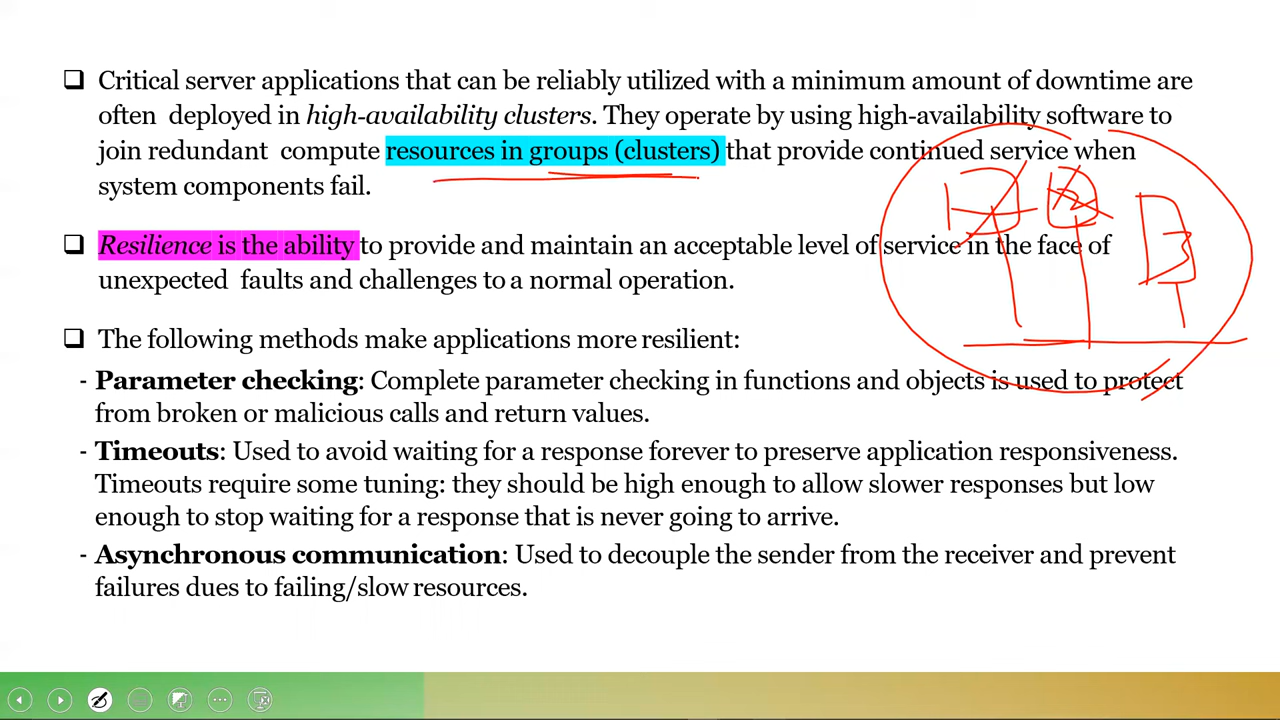 Critical server applications that can be reliably utilized with a minimum amount of downtime are
often deployed in high-availability clusters. They operate by using high-availability software to
join redundant compute resources in groups (clusters) that provide continued service when
system components fail.
Resilience is the ability to provide and maintain an acceptable level of service in the face of
unexpected faults and challenges to a normal operation.
The following methods make applications more resilient:
- Parameter checking: Complete parameter checking in functions and objects is used to protect
from broken or malicious calls and return values.
- Timeouts: Used to avoid waiting for a response forever to preserve application responsiveness.
Timeouts require some tuning: they should be high enough to allow slower responses but low
enough to stop waiting for a response that is never going to arrive.
- Asynchronous communication: Used to decouple the sender from the receiver and prevent
failures dues to failing/slow resources.
2
3